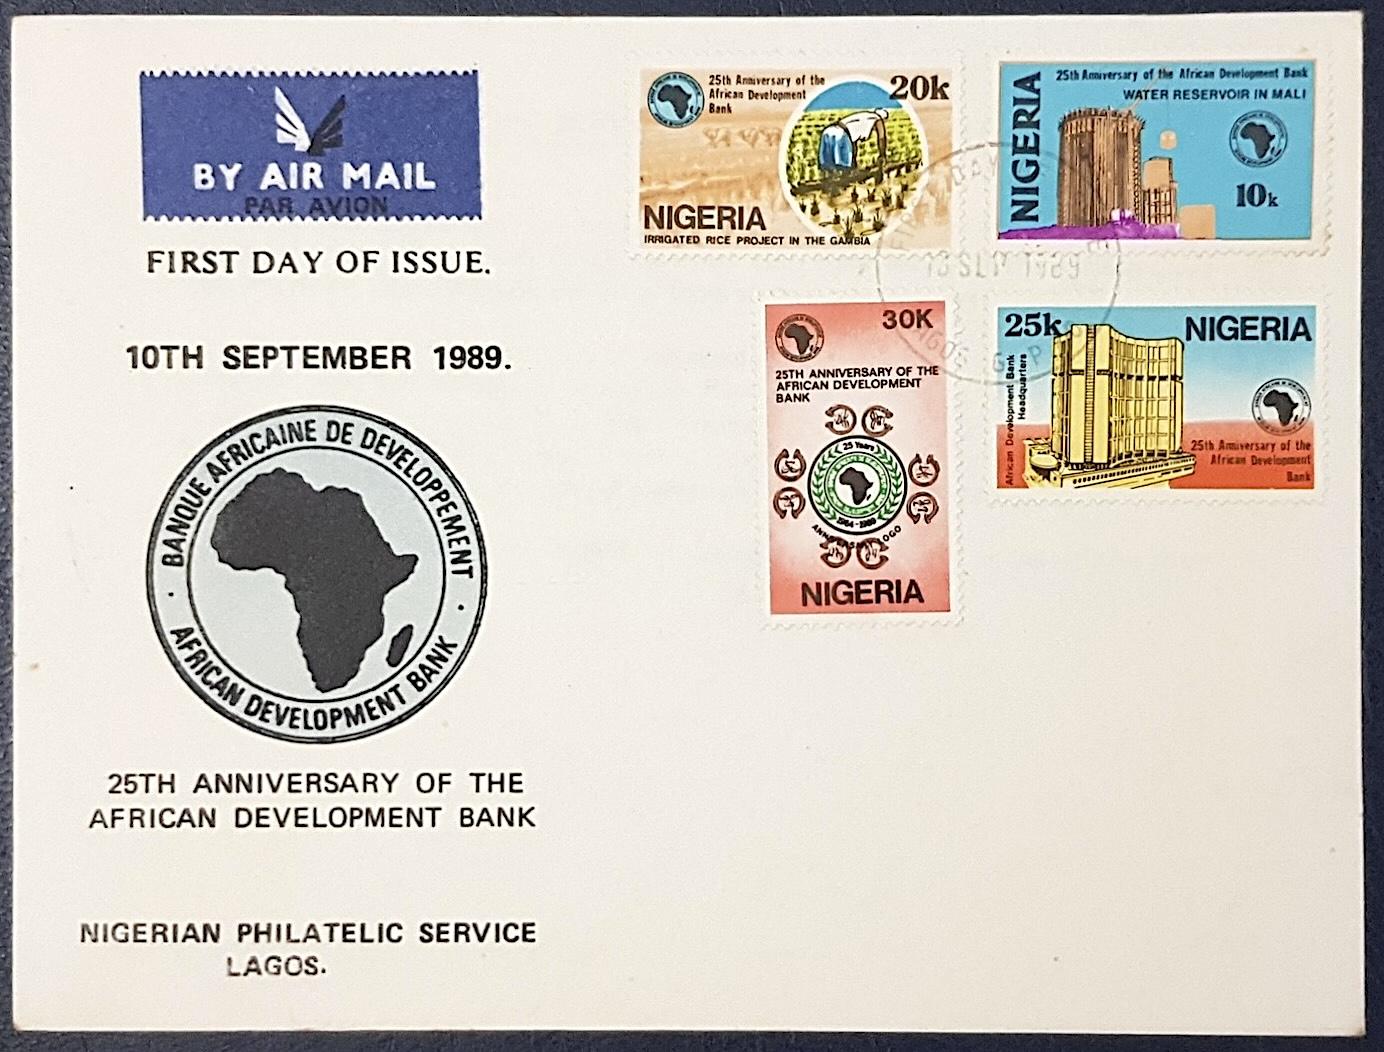 BY AIR MAIL
PAR AVION
FIRST DAY OF ISSUE.
10TH SEPTEMBER 1989.
BANQUE AFRICAINE DE DEVELOPPEMENT
AFRICAN DEVELOPMENT BANK
25TH ANNIVERSARY OF THE
AFRICAN DEVELOPMENT BANK
NIGERIAN PHILATELIC SERVICE
LAGOS.
25th Anniversary of the
African Development
Bank
20k
NIGERIA
IRRIGATED RICE PROJECT IN THE GAMBIA
25th Anniversary of the African Development Bank
WATER RESERVOIR IN MALI
NIGERIA
10k
30K
25TH ANNIVERSARY OF THE
AFRICAN DEVELOPMENT
BANK
25 Years
1964-1989
NIGERIA
25k
NIGERIA
African Development Bank
Headquarters
25th Anniversary of the
African Development
Bank
DAY
1989